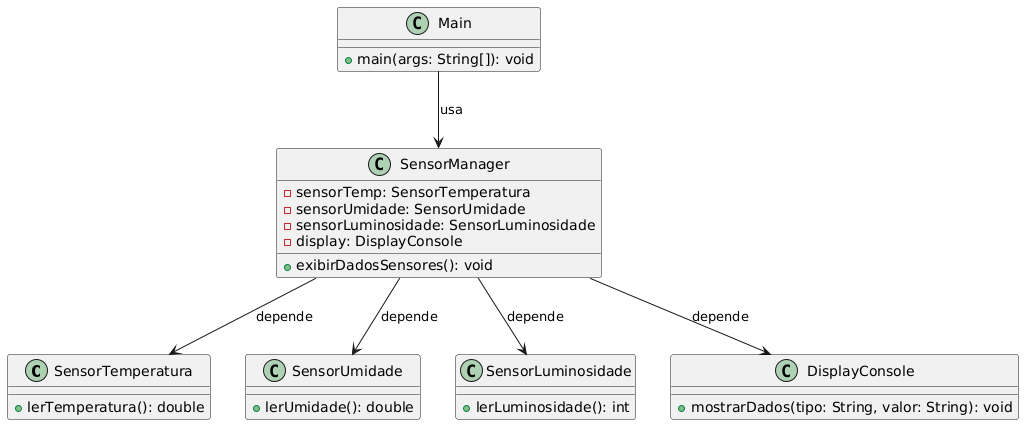 C Main
main(args: String[]): void
usa
C SensorManager
sensorTemp: SensorTemperatura
sensorUmidade: SensorUmidade
sensorLuminosidade: SensorLuminosidade
display: DisplayConsole
exibirDadosSensores(): void
depende
depende
depende
depende
C SensorTemperatura
lerTemperatura(): double
C SensorUmidade
lerUmidade(): double
C SensorLuminosidade
lerLuminosidade(): int
C DisplayConsole
mostrarDados(tipo: String, valor: String): void